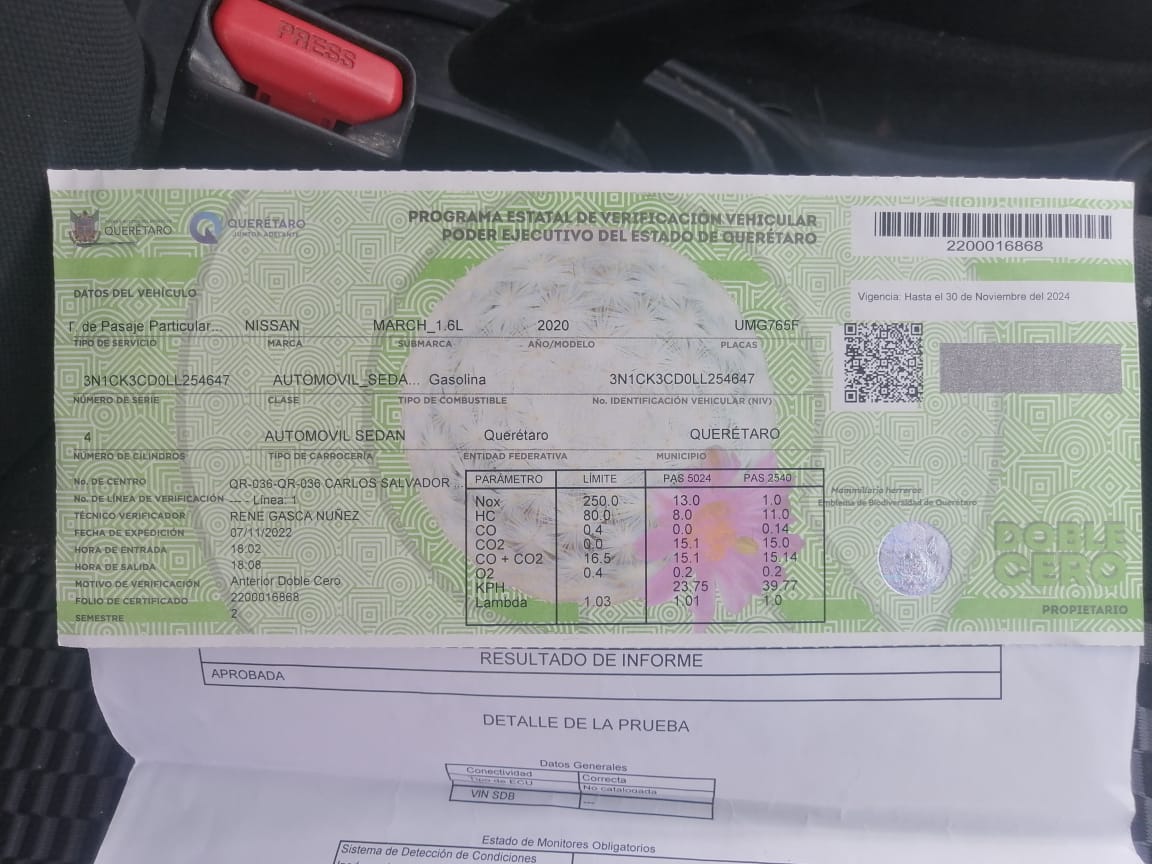 PRESS
QUERÉTARO
QUERÉTARO
JUNTOS ADELANTE
PROGRAMA ESTATAL DE VERIFICACIÓN VEHICULAR
PODER EJECUTIVO DEL ESTADO DE QUERÉTARO
2200016868
Vigencia: Hasta el 30 de Noviembre del 2024
DATOS DEL VEHÍCULO
T. de Pasaje Particular... NISSAN MARCH_1.6L 2020 UMG765F
TIPO DE SERVICIO MARCA SUBMARCA AÑO/MODELO PLACAS
3N1CK3CD0LL254647 AUTOMOVIL_SEDA... Gasolina 3N1CK3CD0LL254647
NÚMERO DE SERIE CLASE TIPO DE COMBUSTIBLE No. IDENTIFICACIÓN VEHICULAR (NIV)
4 AUTOMOVIL SEDAN Querétaro QUERÉTARO
NÚMERO DE CILINDROS TIPO DE CARROCERÍA ENTIDAD FEDERATIVA MUNICIPIO
No. DE CENTRO QR-036-QR-036 CARLOS SALVADOR ...
No. DE LÍNEA DE VERIFICACIÓN --- - Línea: 1
TÉCNICO VERIFICADOR RENE GASCA NUÑEZ
FECHA DE EXPEDICIÓN 07/11/2022
HORA DE ENTRADA 18:02
HORA DE SALIDA 18:08
MOTIVO DE VERIFICACIÓN Anterior Doble Cero
FOLIO DE CERTIFICADO 2200016868
SEMESTRE 2
PARÁMETRO LÍMITE PAS 5024 PAS 2540
Nox 250.0 13.0 1.0
HC 80.0 8.0 11.0
CO 0.4 0.0 0.14
CO2 0.0 15.1 15.0
CO + CO2 16.5 15.1 15.14
O2 0.4 0.2 0.2
KPH 23.75 39.77
Lambda 1.03 1.01 1.0
Mammillaria herrerae
Emblema de Biodiversidad de Querétaro
DOBLE
CERO
PROPIETARIO
RESULTADO DE INFORME
APROBADA
DETALLE DE LA PRUEBA
Datos Generales
Conectividad Correcta
Tipo de ECU No catalogada
VIN SDB ---
Estado de Monitores Obligatorios
Sistema de Detección de Condiciones